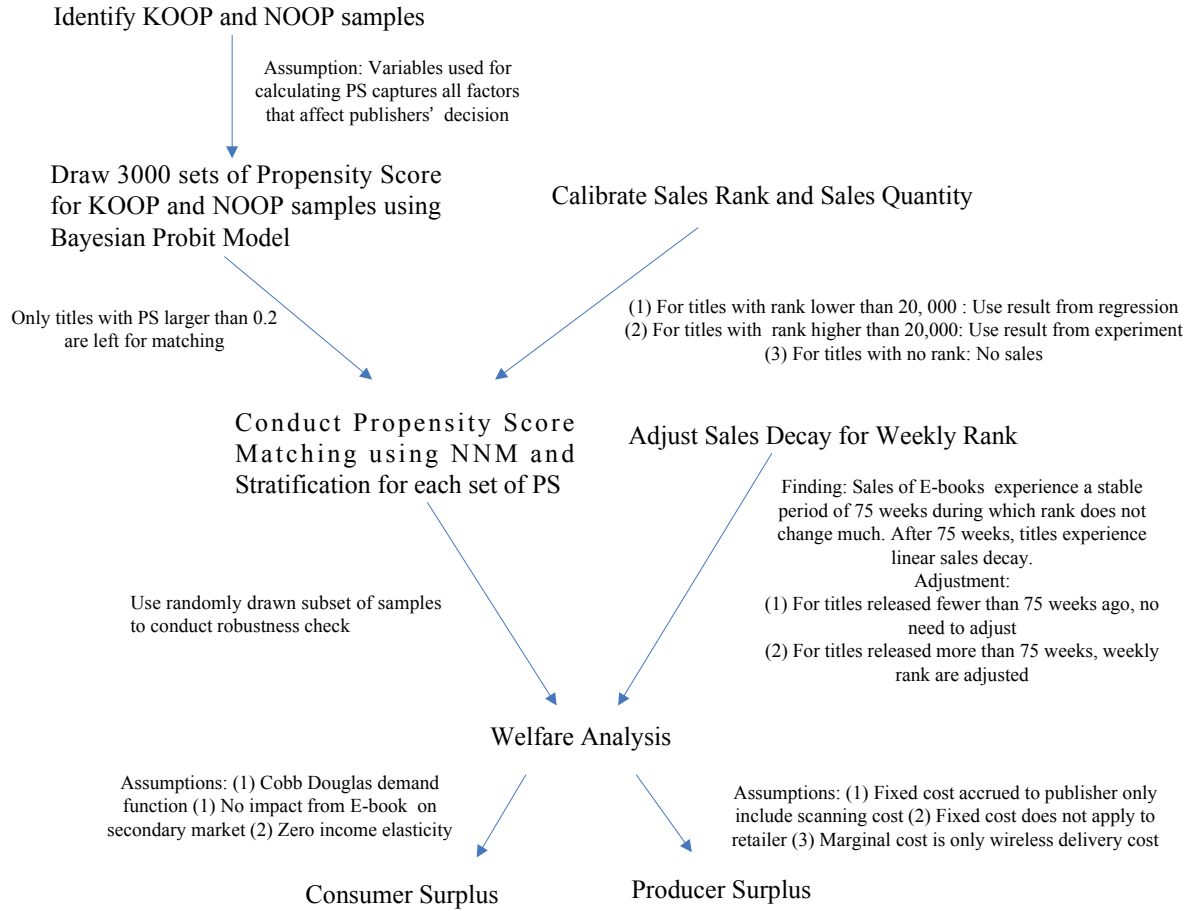 Identify KOOP and NOOP samples
Assumption: Variables used for
calculating PS captures all factors
that affect publishers’ decision
Draw 3000 sets of Propensity Score
for KOOP and NOOP samples using
Bayesian Probit Model
Calibrate Sales Rank and Sales Quantity
Only titles with PS larger than 0.2
are left for matching
(1) For titles with rank lower than 20, 000 : Use result from regression
(2) For titles with rank higher than 20,000: Use result from experiment
(3) For titles with no rank: No sales
Conduct Propensity Score
Matching using NNM and
Stratification for each set of PS
Adjust Sales Decay for Weekly Rank
Finding: Sales of E-books experience a stable
period of 75 weeks during which rank does not
change much. After 75 weeks, titles experience
linear sales decay.
Adjustment:
(1) For titles released fewer than 75 weeks ago, no
need to adjust
(2) For titles released more than 75 weeks, weekly
rank are adjusted
Use randomly drawn subset of samples
to conduct robustness check
Welfare Analysis
Assumptions: (1) Cobb Douglas demand
function (1) No impact from E-book on
secondary market (2) Zero income elasticity
Assumptions: (1) Fixed cost accrued to publisher only
include scanning cost (2) Fixed cost does not apply to
retailer (3) Marginal cost is only wireless delivery cost
Consumer Surplus
Producer Surplus